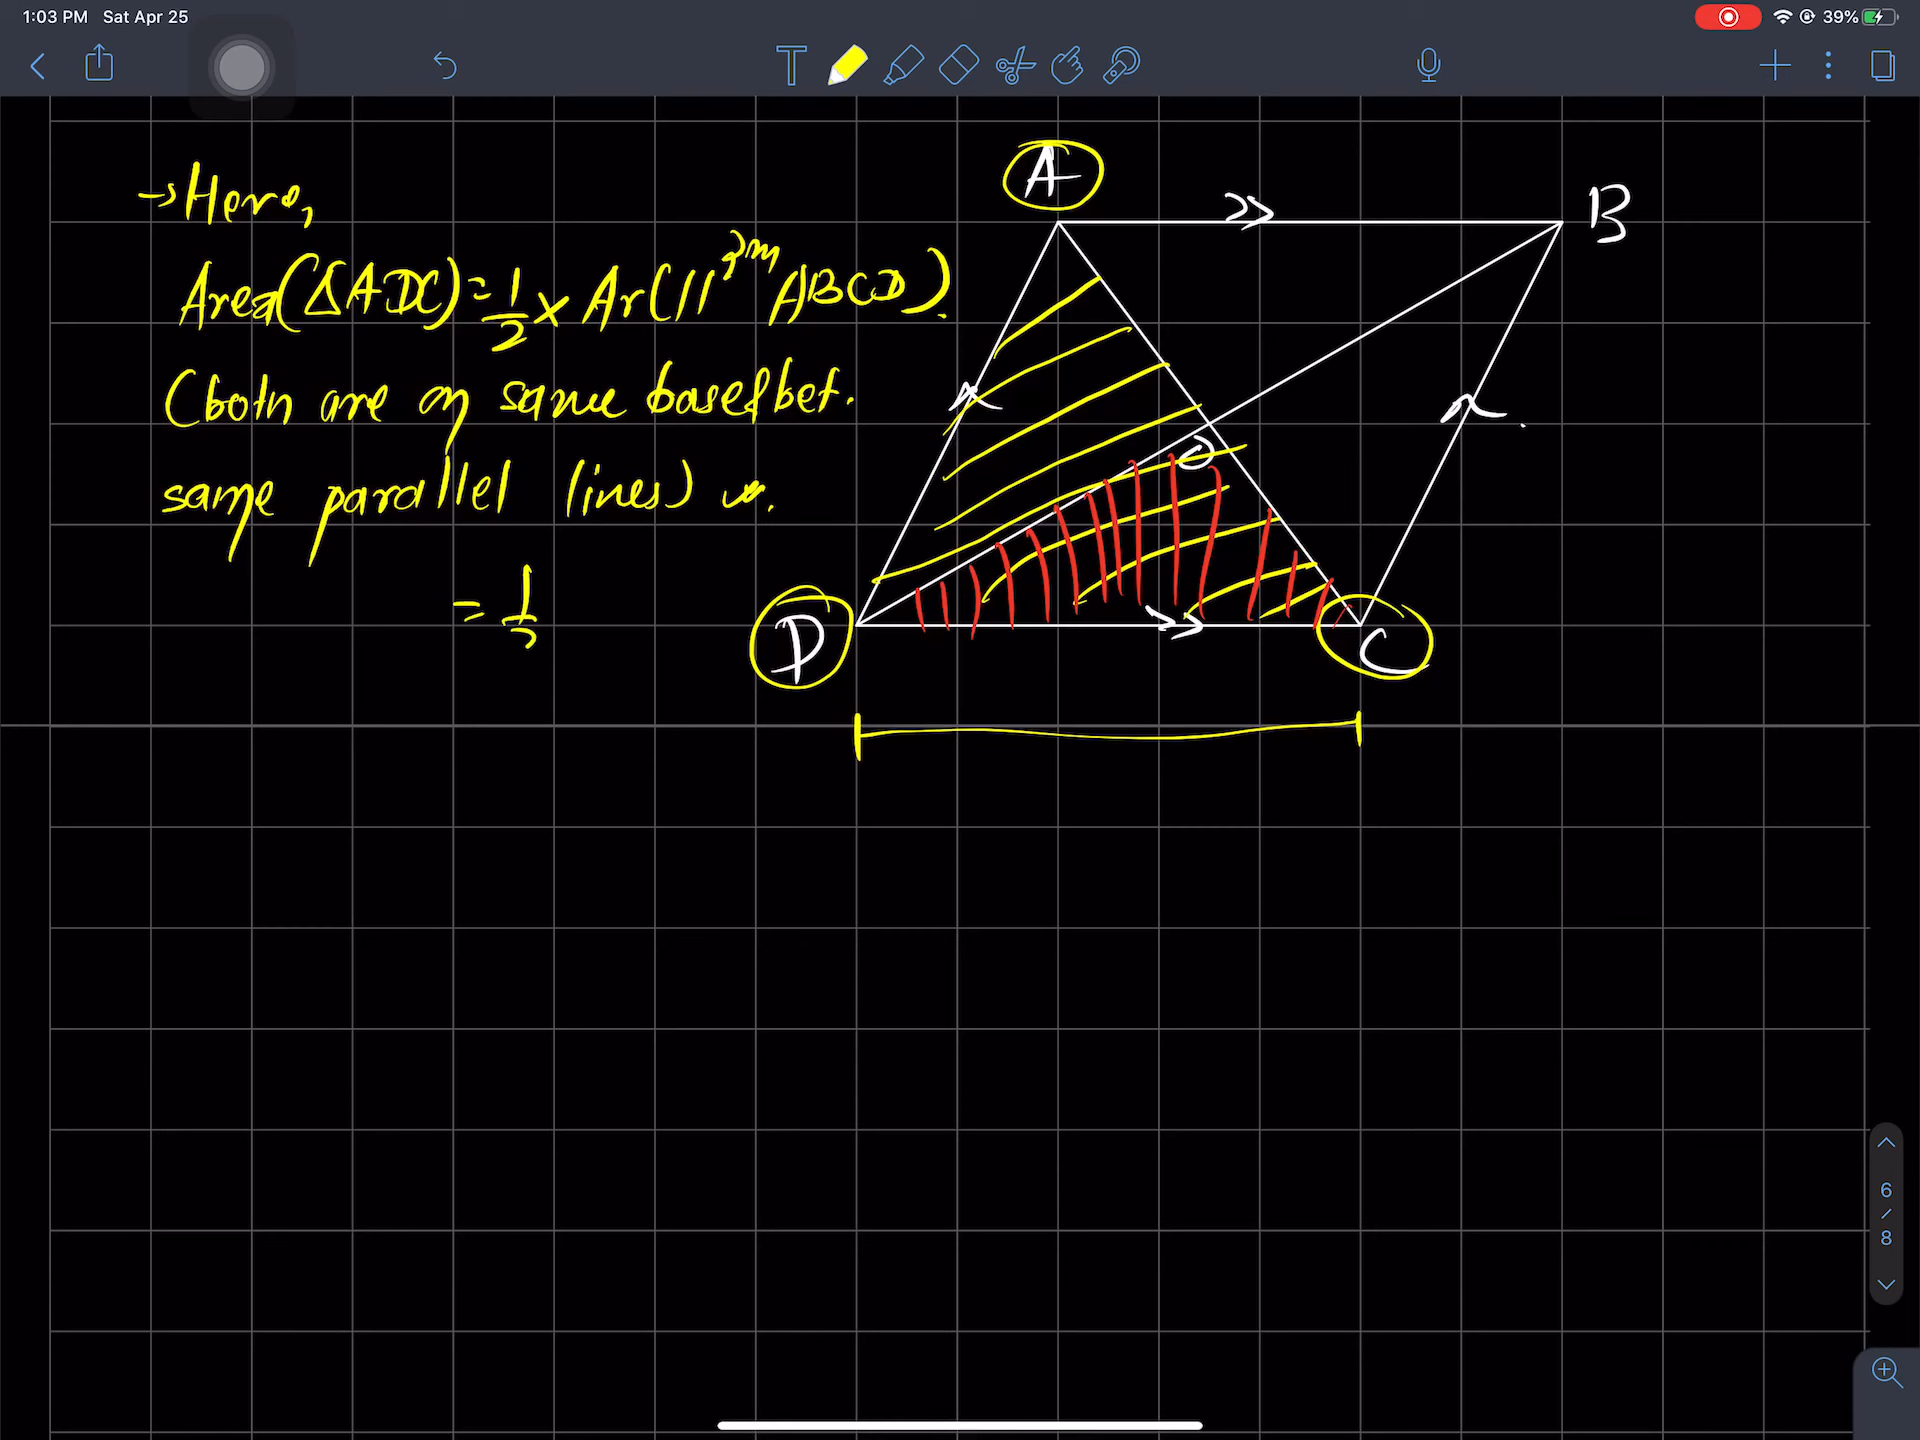 1:03 PM Sat Apr 25
39%
T
→Here,
Area(ΔADC)=1/2 × Ar(||gm ABCD).
(both are on same base & bet.
same parallel lines)
= 1/2
A
B
O
D
C
6
/
8